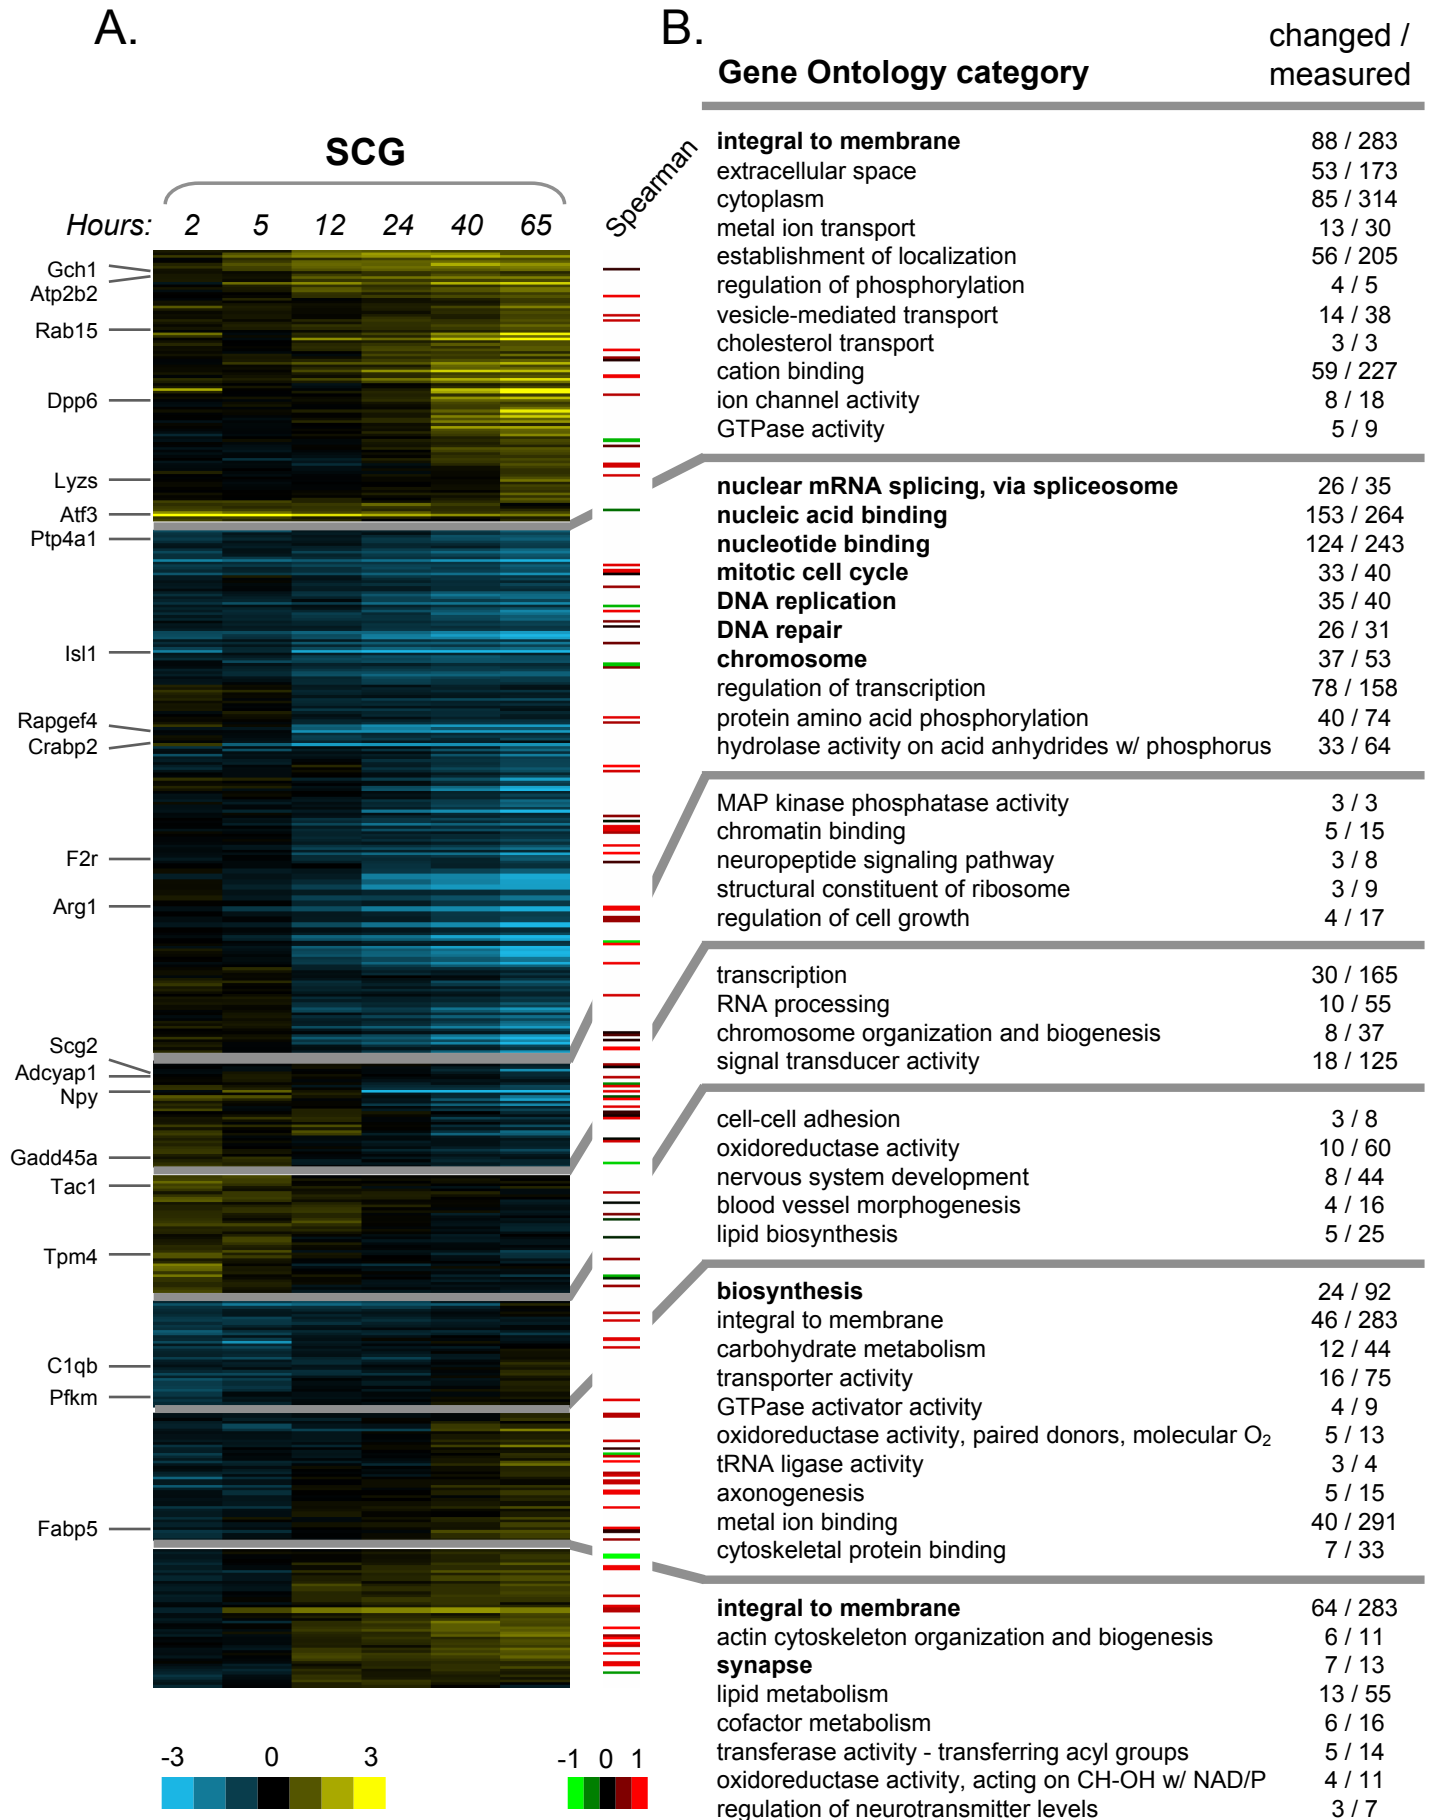 A.
SCG
Hours: 2 5 12 24 40 65
Spearman
Gch1
Atp2b2
Rab15
Dpp6
Lyzs
Atf3
Ptp4a1
Isl1
Rapgef4
Crabp2
F2r
Arg1
Scg2
Adcyap1
Npy
Gadd45a
Tac1
Tpm4
C1qb
Pfkm
Fabp5
-3 0 3
-1 0 1
B.
Gene Ontology category changed / measured
integral to membrane 88 / 283
extracellular space 53 / 173
cytoplasm 85 / 314
metal ion transport 13 / 30
establishment of localization 56 / 205
regulation of phosphorylation 4 / 5
vesicle-mediated transport 14 / 38
cholesterol transport 3 / 3
cation binding 59 / 227
ion channel activity 8 / 18
GTPase activity 5 / 9
nuclear mRNA splicing, via spliceosome 26 / 35
nucleic acid binding 153 / 264
nucleotide binding 124 / 243
mitotic cell cycle 33 / 40
DNA replication 35 / 40
DNA repair 26 / 31
chromosome 37 / 53
regulation of transcription 78 / 158
protein amino acid phosphorylation 40 / 74
hydrolase activity on acid anhydrides w/ phosphorus 33 / 64
MAP kinase phosphatase activity 3 / 3
chromatin binding 5 / 15
neuropeptide signaling pathway 3 / 8
structural constituent of ribosome 3 / 9
regulation of cell growth 4 / 17
transcription 30 / 165
RNA processing 10 / 55
chromosome organization and biogenesis 8 / 37
signal transducer activity 18 / 125
cell-cell adhesion 3 / 8
oxidoreductase activity 10 / 60
nervous system development 8 / 44
blood vessel morphogenesis 4 / 16
lipid biosynthesis 5 / 25
biosynthesis 24 / 92
integral to membrane 46 / 283
carbohydrate metabolism 12 / 44
transporter activity 16 / 75
GTPase activator activity 4 / 9
oxidoreductase activity, paired donors, molecular O₂ 5 / 13
tRNA ligase activity 3 / 4
axonogenesis 5 / 15
metal ion binding 40 / 291
cytoskeletal protein binding 7 / 33
integral to membrane 64 / 283
actin cytoskeleton organization and biogenesis 6 / 11
synapse 7 / 13
lipid metabolism 13 / 55
cofactor metabolism 6 / 16
transferase activity - transferring acyl groups 5 / 14
oxidoreductase activity, acting on CH-OH w/ NAD/P 4 / 11
regulation of neurotransmitter levels 3 / 7